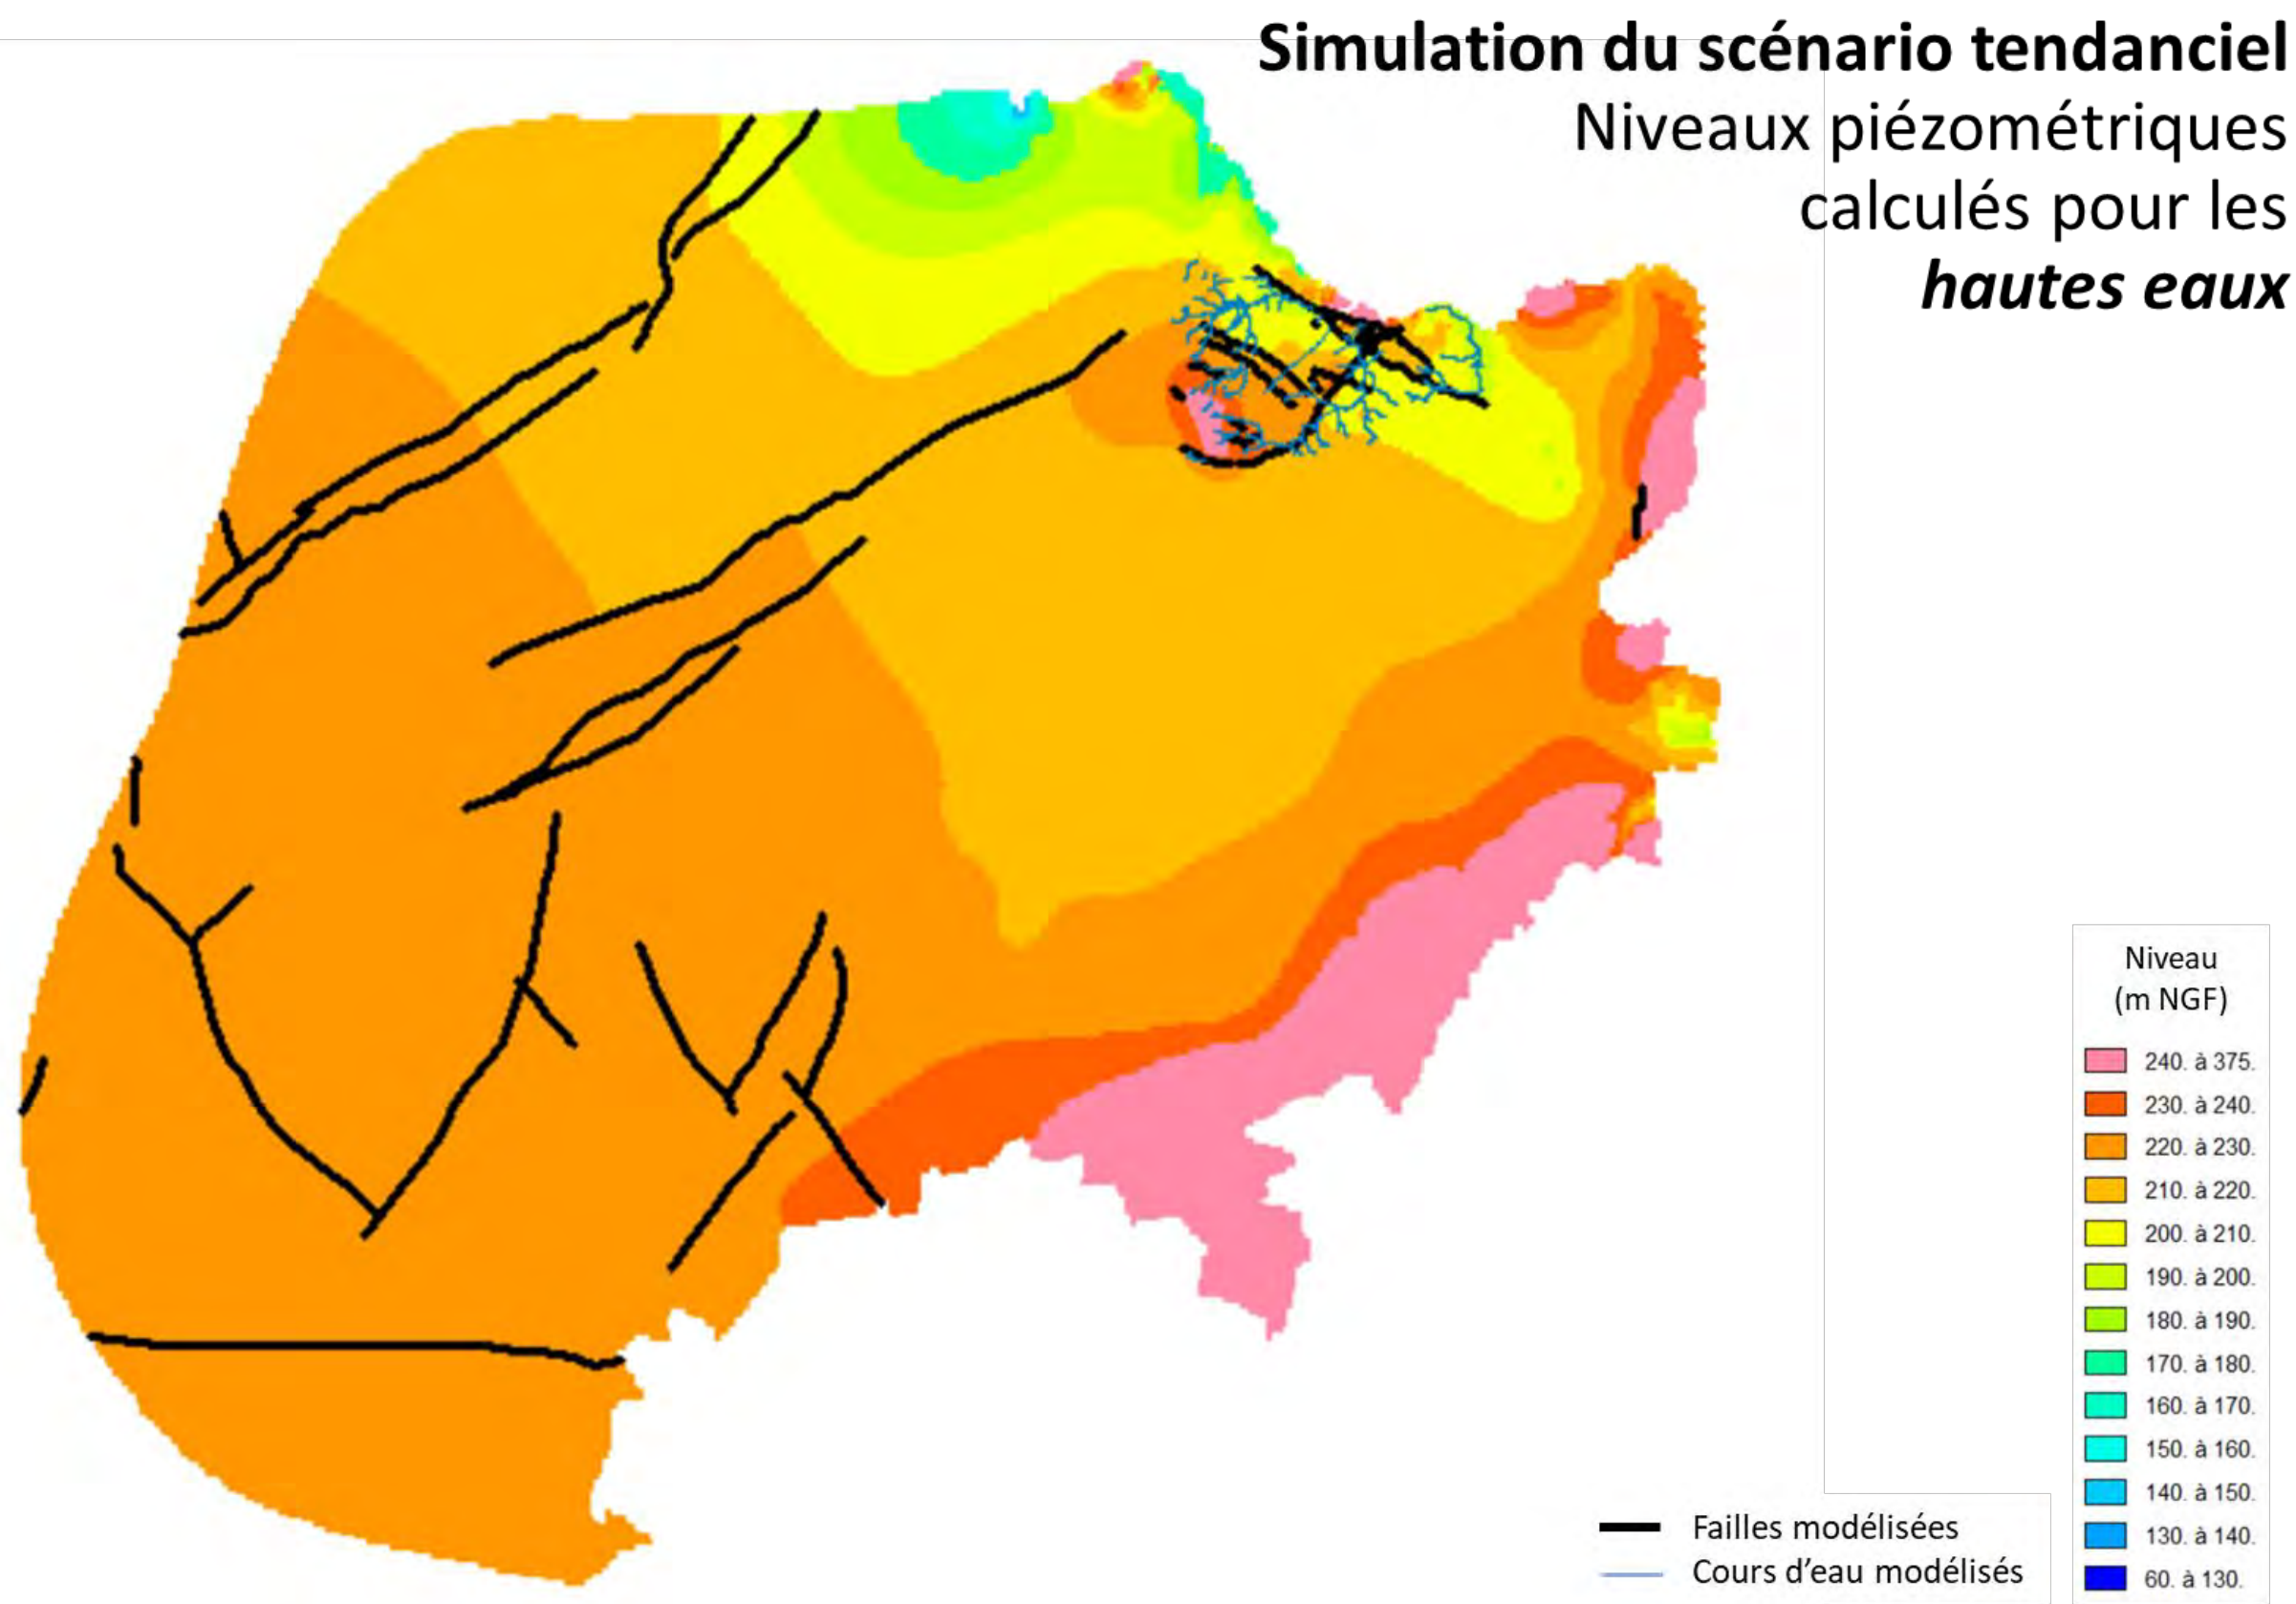 Simulation du scénario tendanciel
Niveaux piézométriques
calculés pour les
hautes eaux
Niveau
(m NGF)
240. à 375.
230. à 240.
220. à 230.
210. à 220.
200. à 210.
190. à 200.
180. à 190.
170. à 180.
160. à 170.
150. à 160.
140. à 150.
130. à 140.
60. à 130.
Failles modélisées
Cours d'eau modélisés